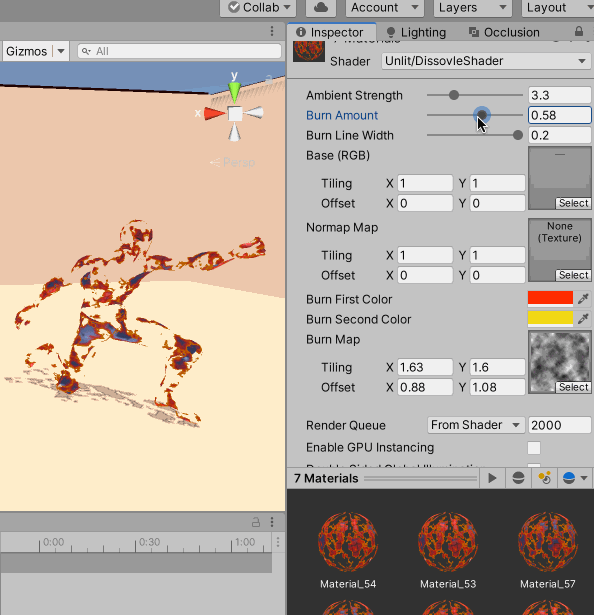 Collab Account Layers Layout
Inspector Lighting Occlusion
Gizmos All
Shader Unlit/DissovleShader
y
x
Persp
Ambient Strength 3.3
Burn Amount 0.58
Burn Line Width 0.2
Base (RGB)
Tiling X 1 Y 1
Offset X 0 Y 0
Select
Normap Map None
(Texture)
Tiling X 1 Y 1
Offset X 0 Y 0
Select
Burn First Color
Burn Second Color
Burn Map
Tiling X 1.63 Y 1.6
Offset X 0.88 Y 1.08
Select
Render Queue From Shader 2000
Enable GPU Instancing
7 Materials
0:00 0:30 1:00
Material_54 Material_53 Material_57